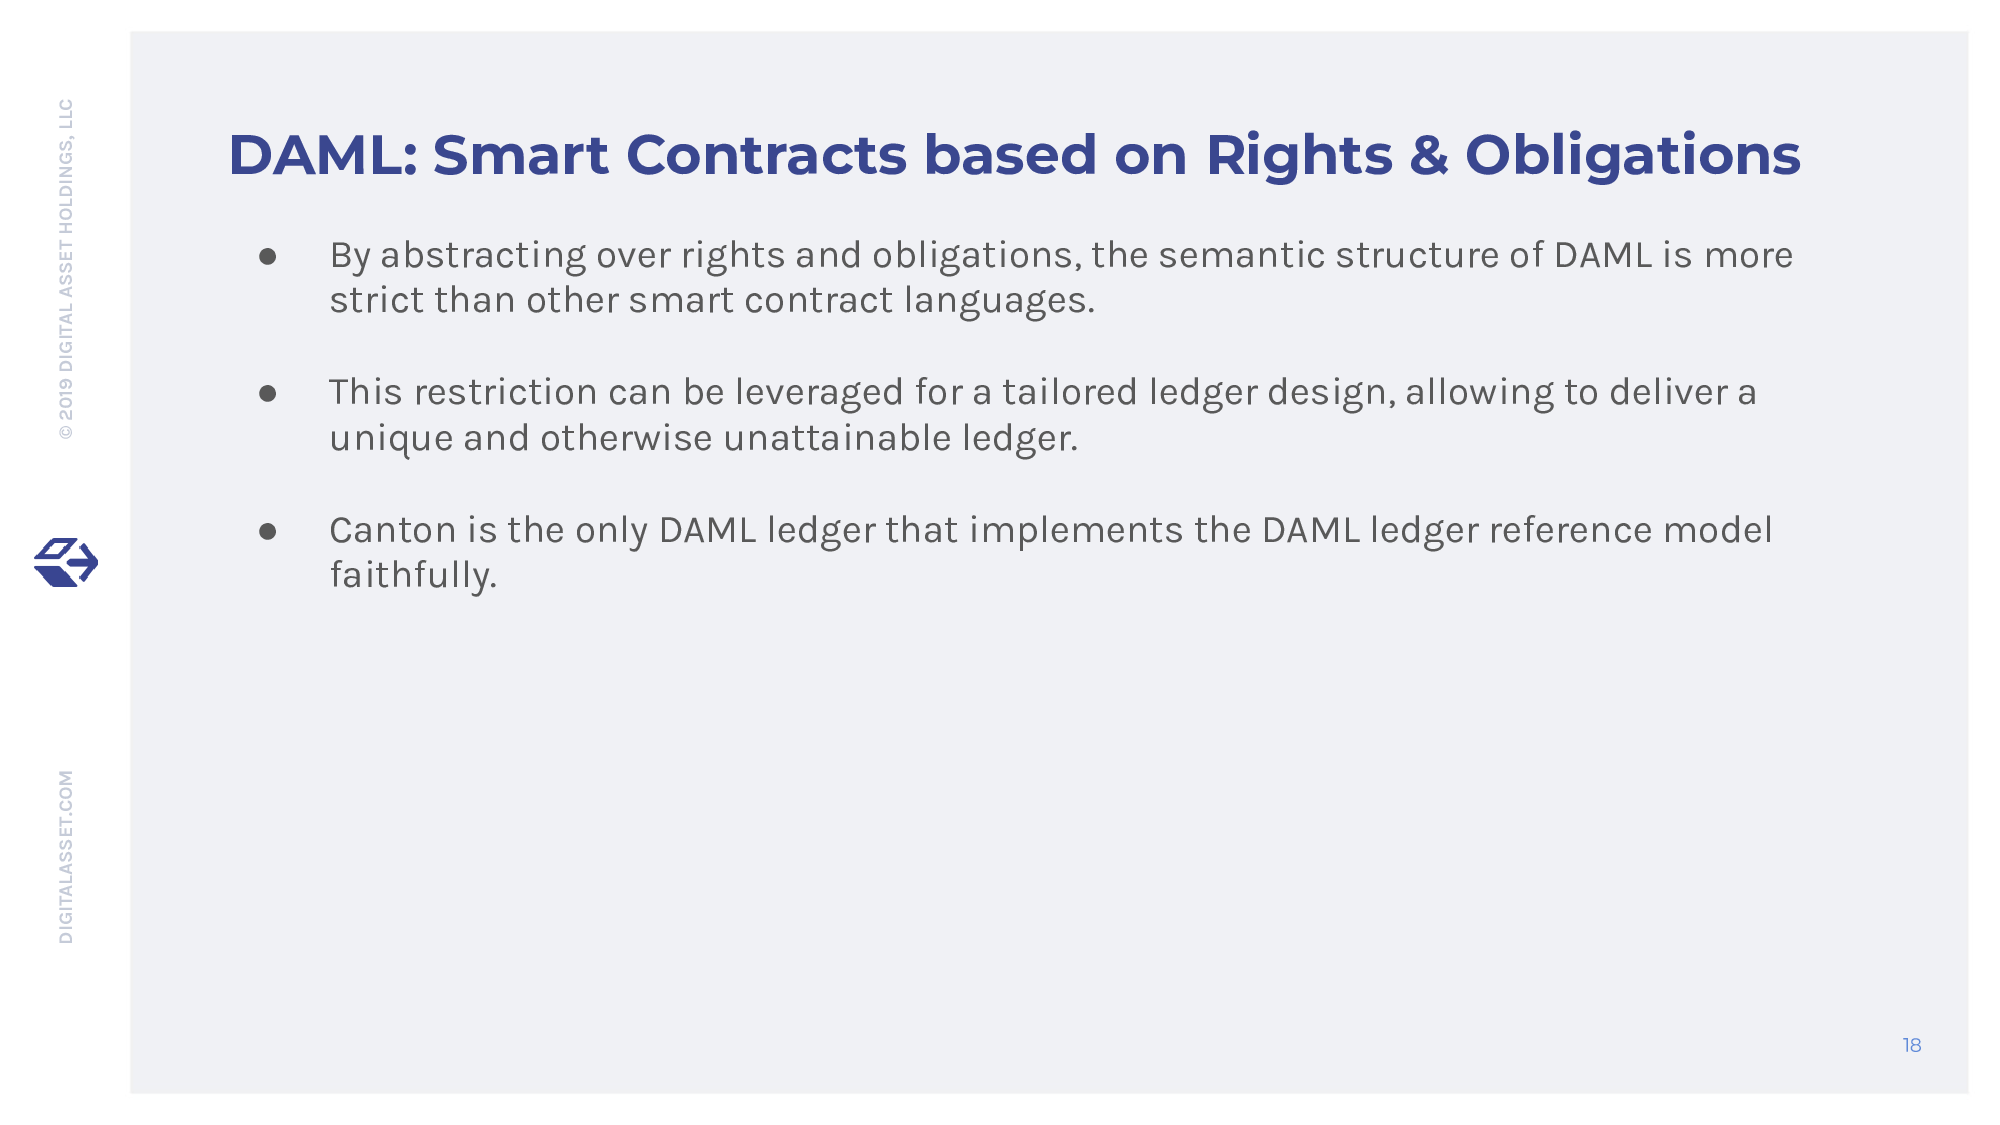 DAML: Smart Contracts based on Rights & Obligations
● By abstracting over rights and obligations, the semantic structure of DAML is more
strict than other smart contract languages.
● This restriction can be leveraged for a tailored ledger design, allowing to deliver a
unique and otherwise unattainable ledger.
● Canton is the only DAML ledger that implements the DAML ledger reference model
faithfully.
© 2019 DIGITAL ASSET HOLDINGS, LLC
DIGITALASSET.COM
18